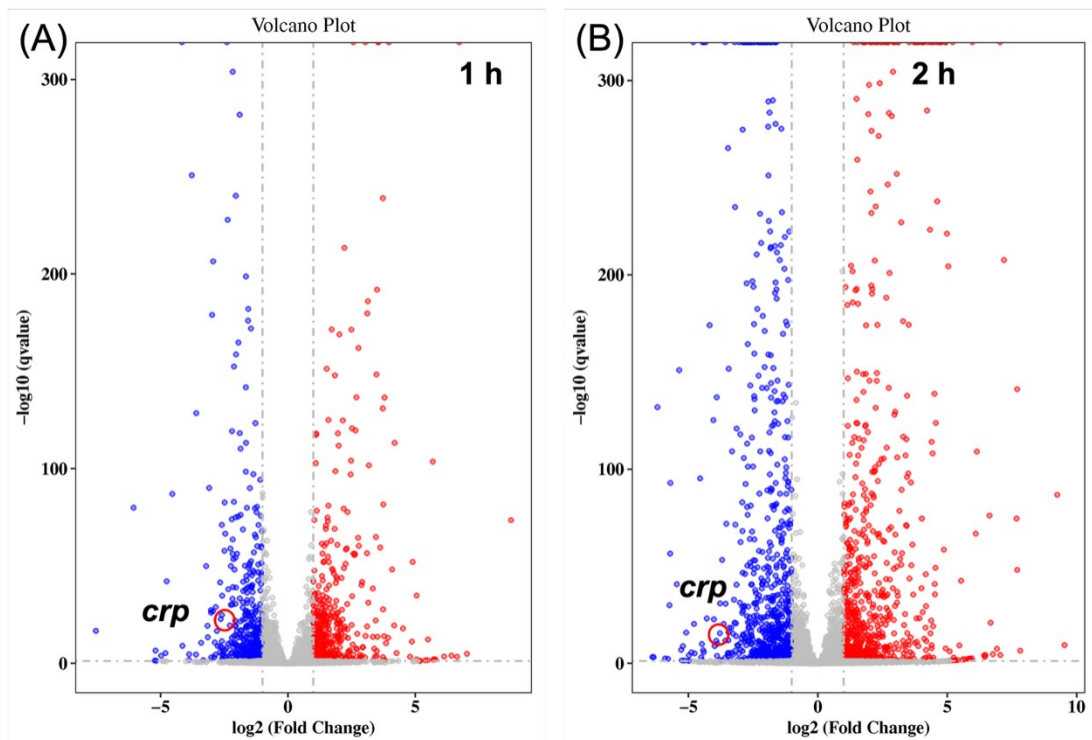 (A)
Volcano Plot
1 h
300
200
100
0
−log10 (qvalue)
crp
−5
0
5
log2 (Fold Change)
(B)
Volcano Plot
2 h
300
200
100
0
−log10 (qvalue)
crp
−5
0
5
10
log2 (Fold Change)